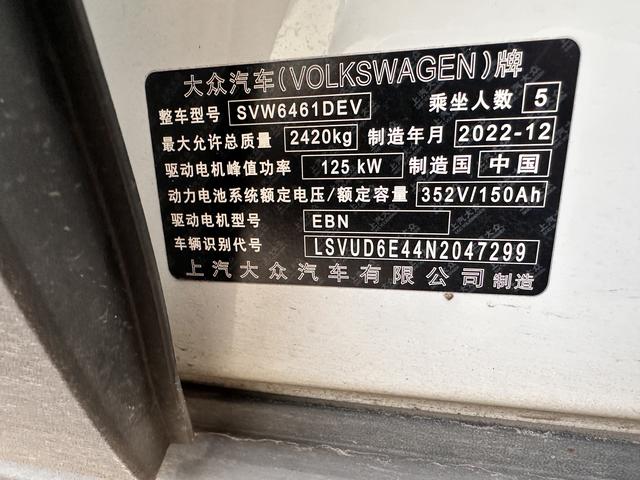 大众汽车(VOLKSWAGEN)牌
整车型号 SVW6461DEV 乘坐人数 5
最大允许总质量 2420kg 制造年月 2022-12
驱动电机峰值功率 125 kW 制造国 中国
动力电池系统额定电压/额定容量 352V/150Ah
驱动电机型号 EBN
车辆识别代号 LSVUD6E44N2047299
上汽大众汽车有限公司 制造